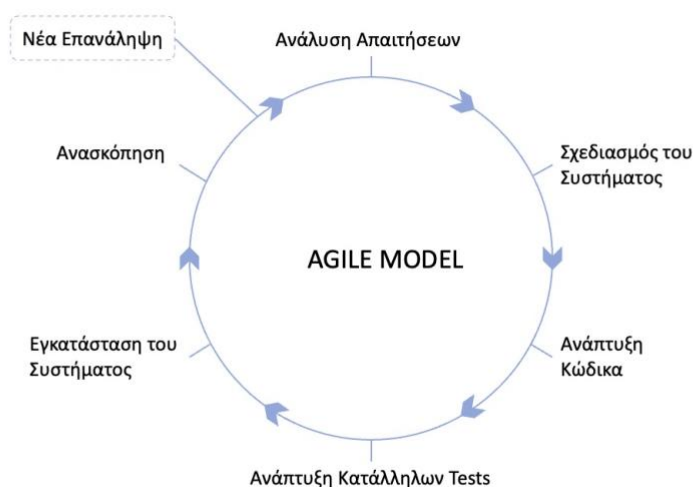 Νέα Επανάληψη
Ανάλυση Απαιτήσεων
Σχεδιασμός του
Συστήματος
Ανάπτυξη
Κώδικα
Ανάπτυξη Κατάλληλων Tests
Εγκατάσταση του
Συστήματος
Ανασκόπηση
AGILE MODEL